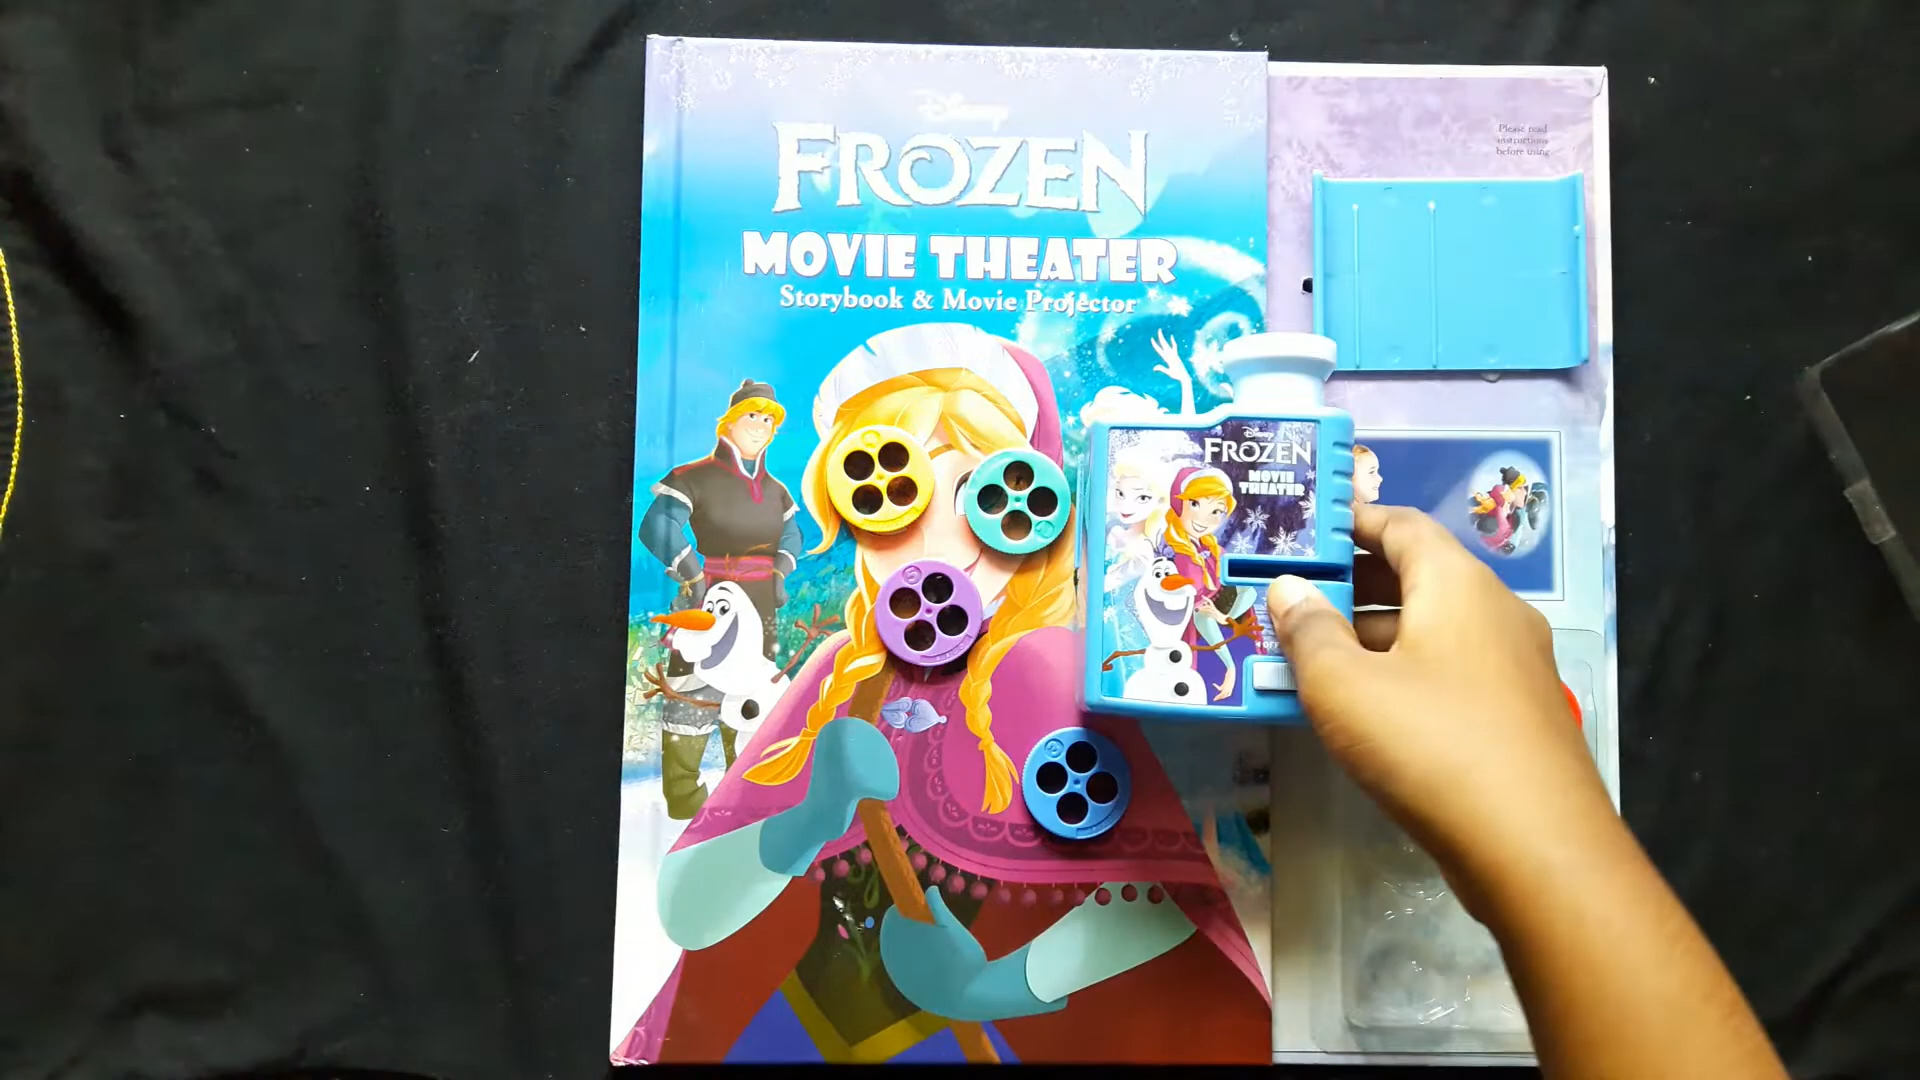 Disney
FROZEN
MOVIE THEATER
Storybook & Movie Projector
Please read
instructions
before using
Disney
FROZEN
MOVIE
THEATER